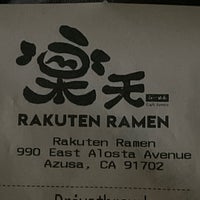 楽天
RAKUTEN RAMEN
Rakuten Ramen
990 East Alosta Avenue
Azusa, CA 91702